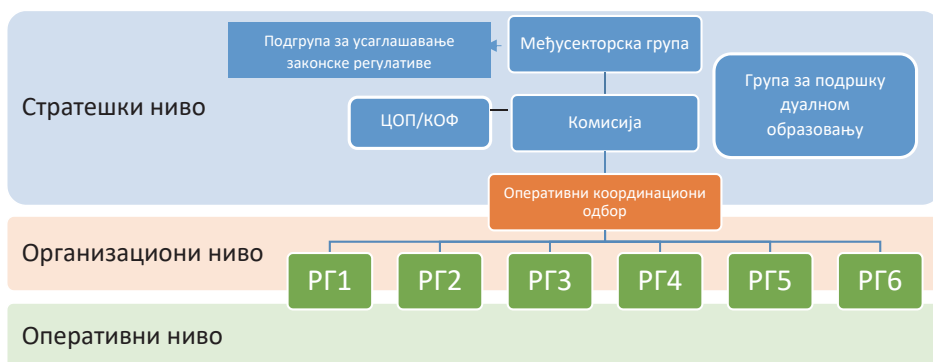 Подгрупа за усаглашавање
законске регулативе
Међусекторска група
Група за подршку
дуалном
образовању
Стратешки ниво
ЦОП/КОФ
Комисија
Оперативни координациони
одбор
Организациони ниво
РГ1
РГ2
РГ3
РГ4
РГ5
РГ6
Оперативни ниво